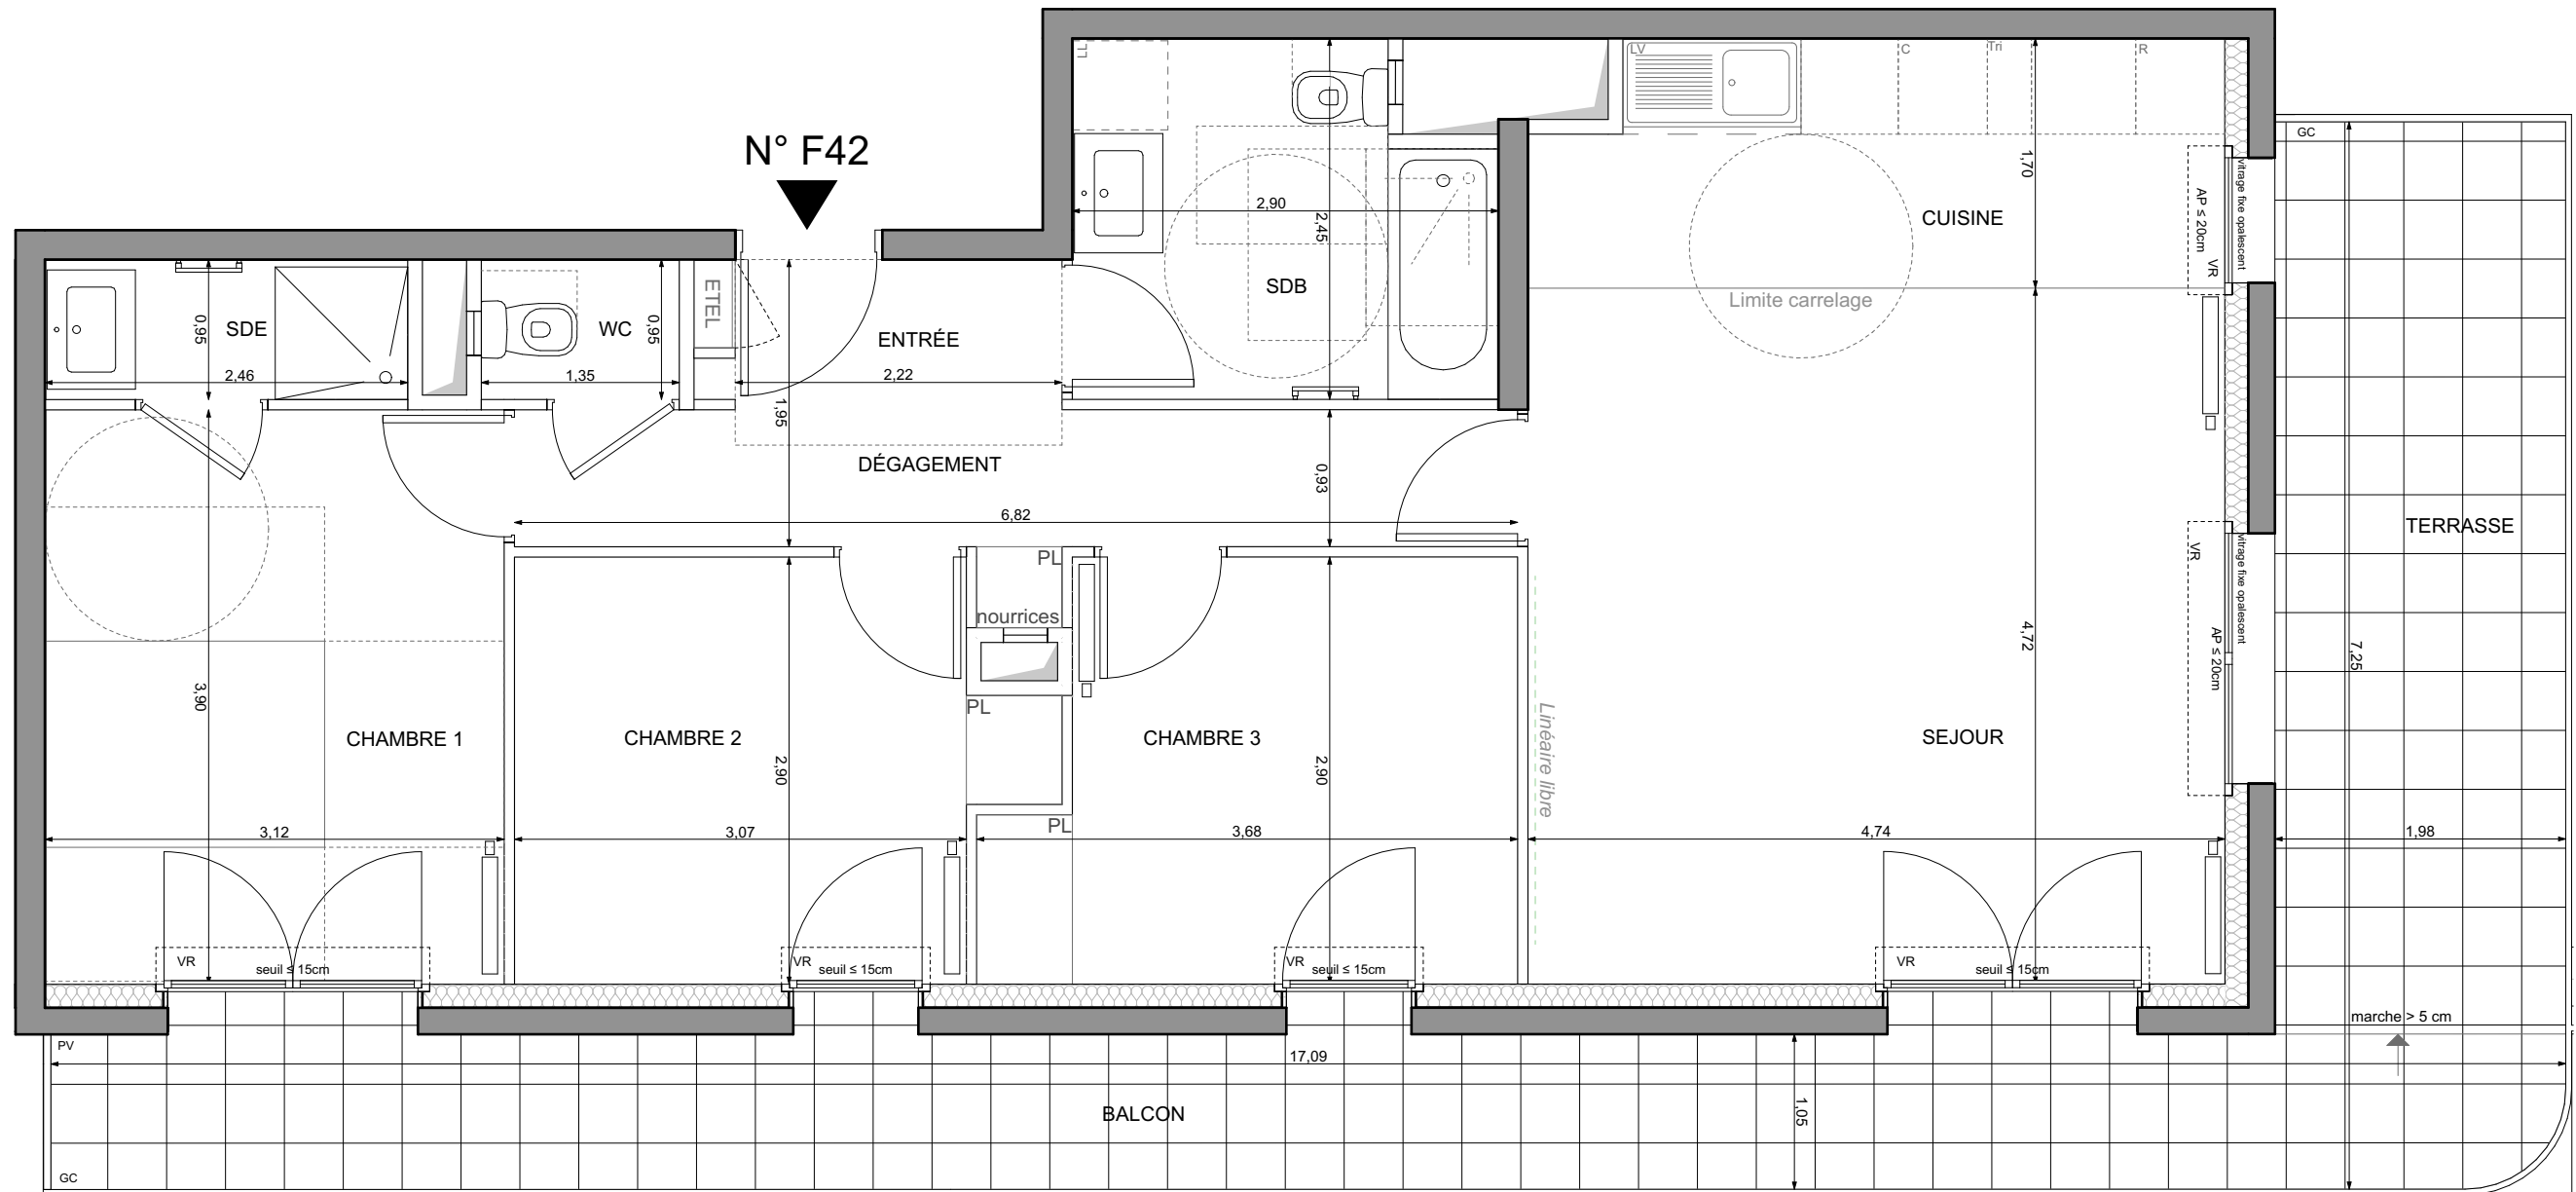 N° F42
LL
LV
C
Tri
R
GC
1,70
AP ≤ 20cm
VR
vitrage fixe opalescent
CUISINE
2,90
2,45
SDB
Limite carrelage
ETEL
0,95
SDE
WC
0,95
ENTRÉE
2,46
1,35
2,22
1,95
DÉGAGEMENT
0,93
6,82
TERRASSE
VR
vitrage fixe opalescent
AP ≤ 20cm
PL
nourrices
4,72
7,25
3,90
PL
CHAMBRE 1
CHAMBRE 2
2,90
CHAMBRE 3
2,90
Linéaire libre
SEJOUR
PL
3,12
3,07
3,68
4,74
1,98
VR
seuil ≤ 15cm
VR
seuil ≤ 15cm
VR
seuil ≤ 15cm
VR
seuil ≤ 15cm
marche > 5 cm
PV
17,09
BALCON
1,05
GC